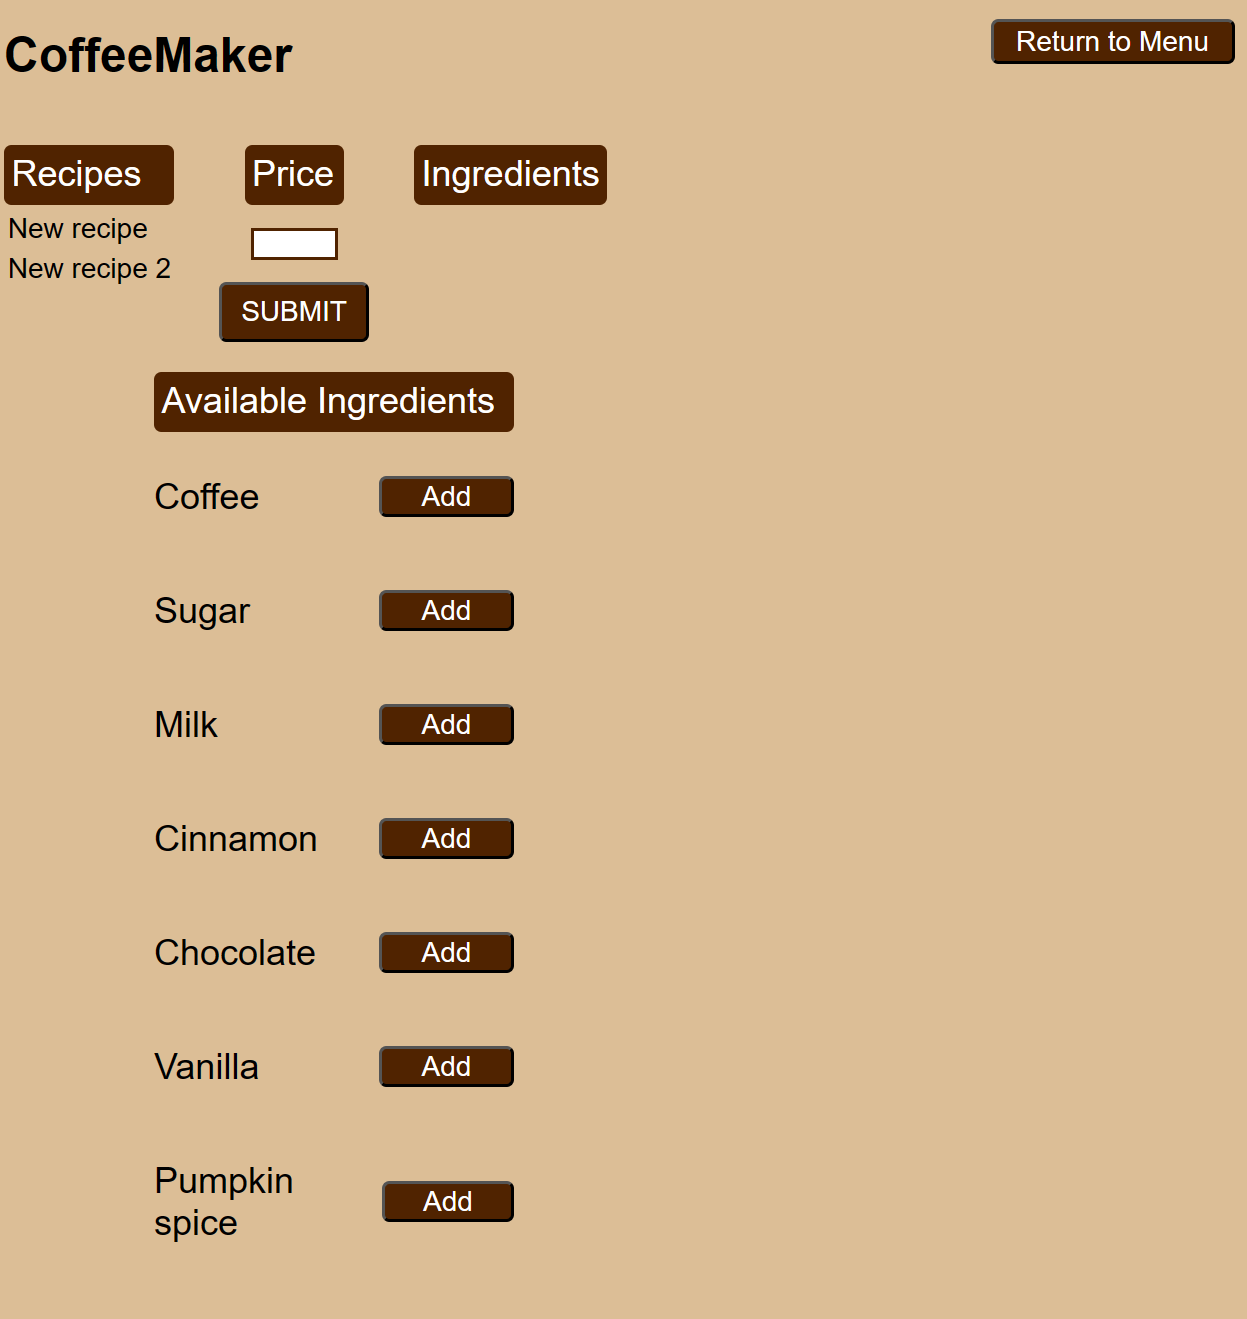 CoffeeMaker
Return to Menu
Recipes
Price
Ingredients
New recipe
New recipe 2
SUBMIT
Available Ingredients
Coffee
Add
Sugar
Add
Milk
Add
Cinnamon
Add
Chocolate
Add
Vanilla
Add
Pumpkin
spice
Add